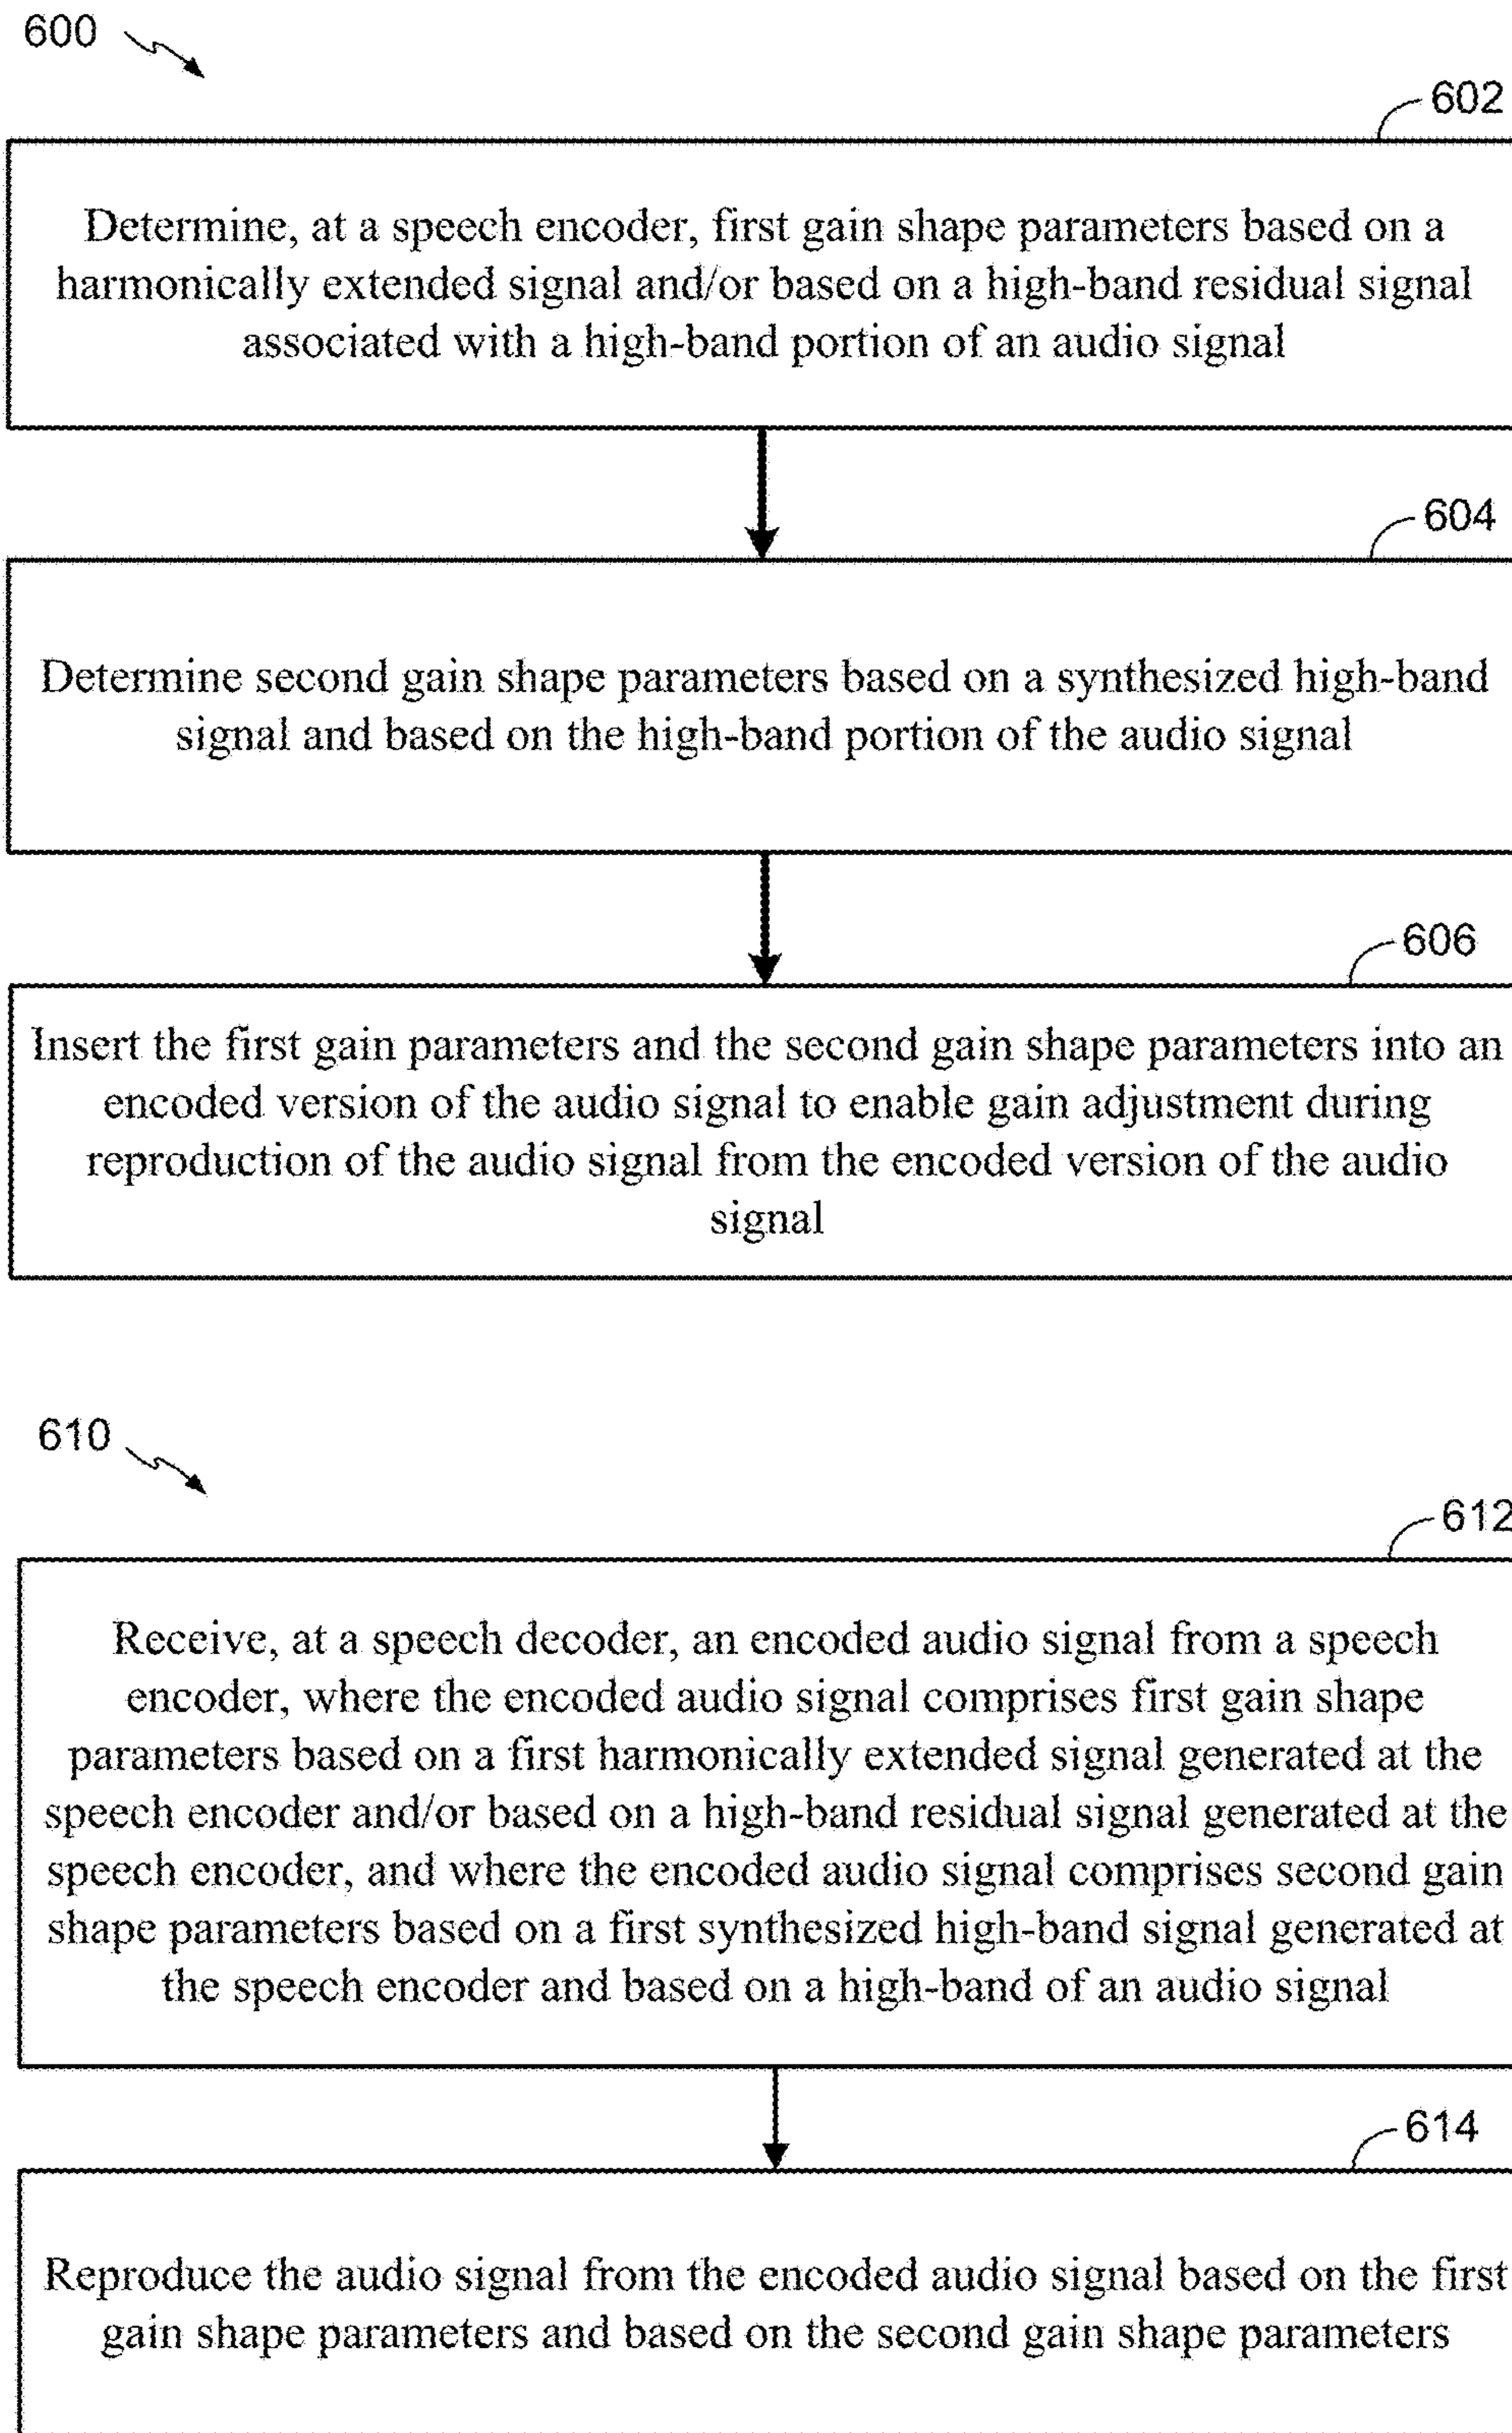 600
602
Determine, at a speech encoder, first gain shape parameters based on a
harmonically extended signal and/or based on a high-band residual signal
associated with a high-band portion of an audio signal
604
Determine second gain shape parameters based on a synthesized high-band
signal and based on the high-band portion of the audio signal
606
Insert the first gain parameters and the second gain shape parameters into an
encoded version of the audio signal to enable gain adjustment during
reproduction of the audio signal from the encoded version of the audio
signal
610
612
Receive, at a speech decoder, an encoded audio signal from a speech
encoder, where the encoded audio signal comprises first gain shape
parameters based on a first harmonically extended signal generated at the
speech encoder and/or based on a high-band residual signal generated at the
speech encoder, and where the encoded audio signal comprises second gain
shape parameters based on a first synthesized high-band signal generated at
the speech encoder and based on a high-band of an audio signal
614
Reproduce the audio signal from the encoded audio signal based on the first
gain shape parameters and based on the second gain shape parameters